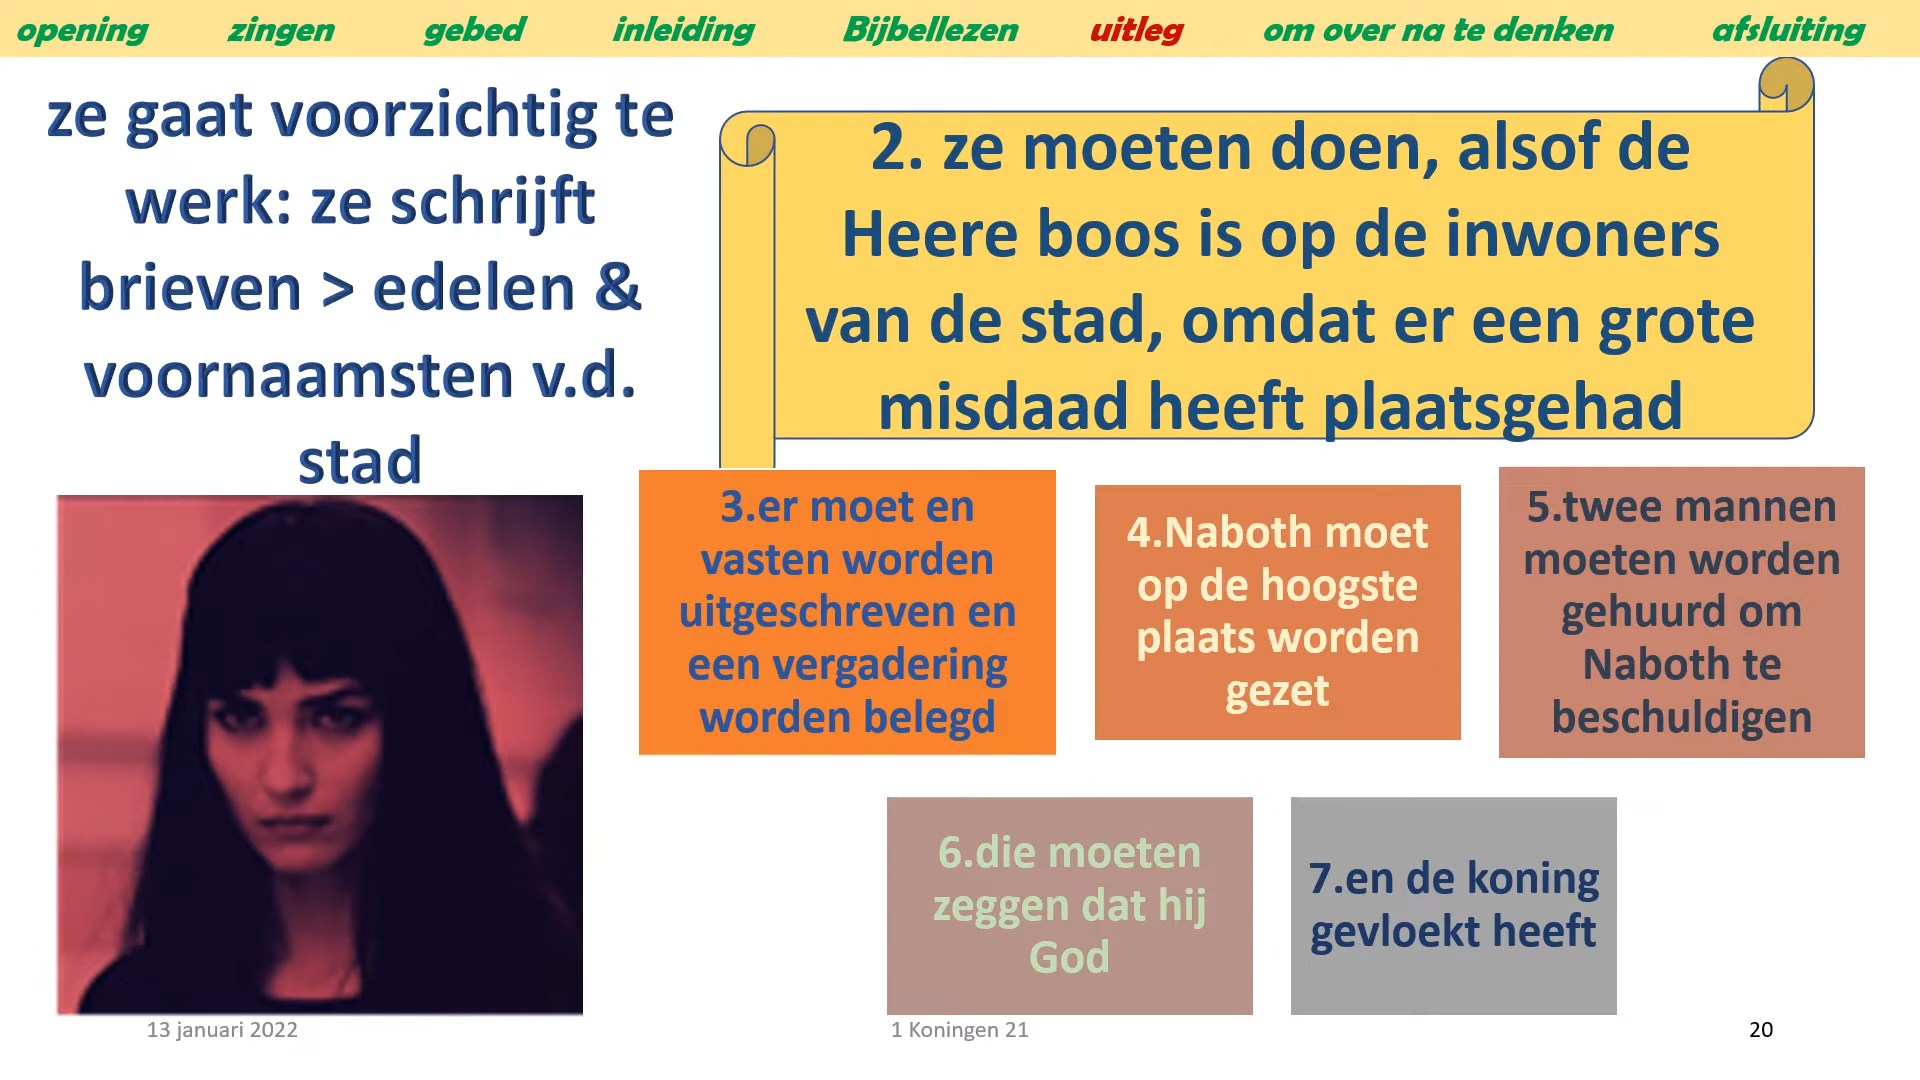 opening zingen gebed inleiding Bijbellezen uitleg om over na te denken afsluiting
ze gaat voorzichtig te
werk: ze schrijft
brieven > edelen &
voornaamsten v.d.
stad
2. ze moeten doen, alsof de
Heere boos is op de inwoners
van de stad, omdat er een grote
misdaad heeft plaatsgehad
3.er moet en
vasten worden
uitgeschreven en
een vergadering
worden belegd
4.Naboth moet
op de hoogste
plaats worden
gezet
5.twee mannen
moeten worden
gehuurd om
Naboth te
beschuldigen
6.die moeten
zeggen dat hij
God
7.en de koning
gevloekt heeft
13 januari 2022
1 Koningen 21
20